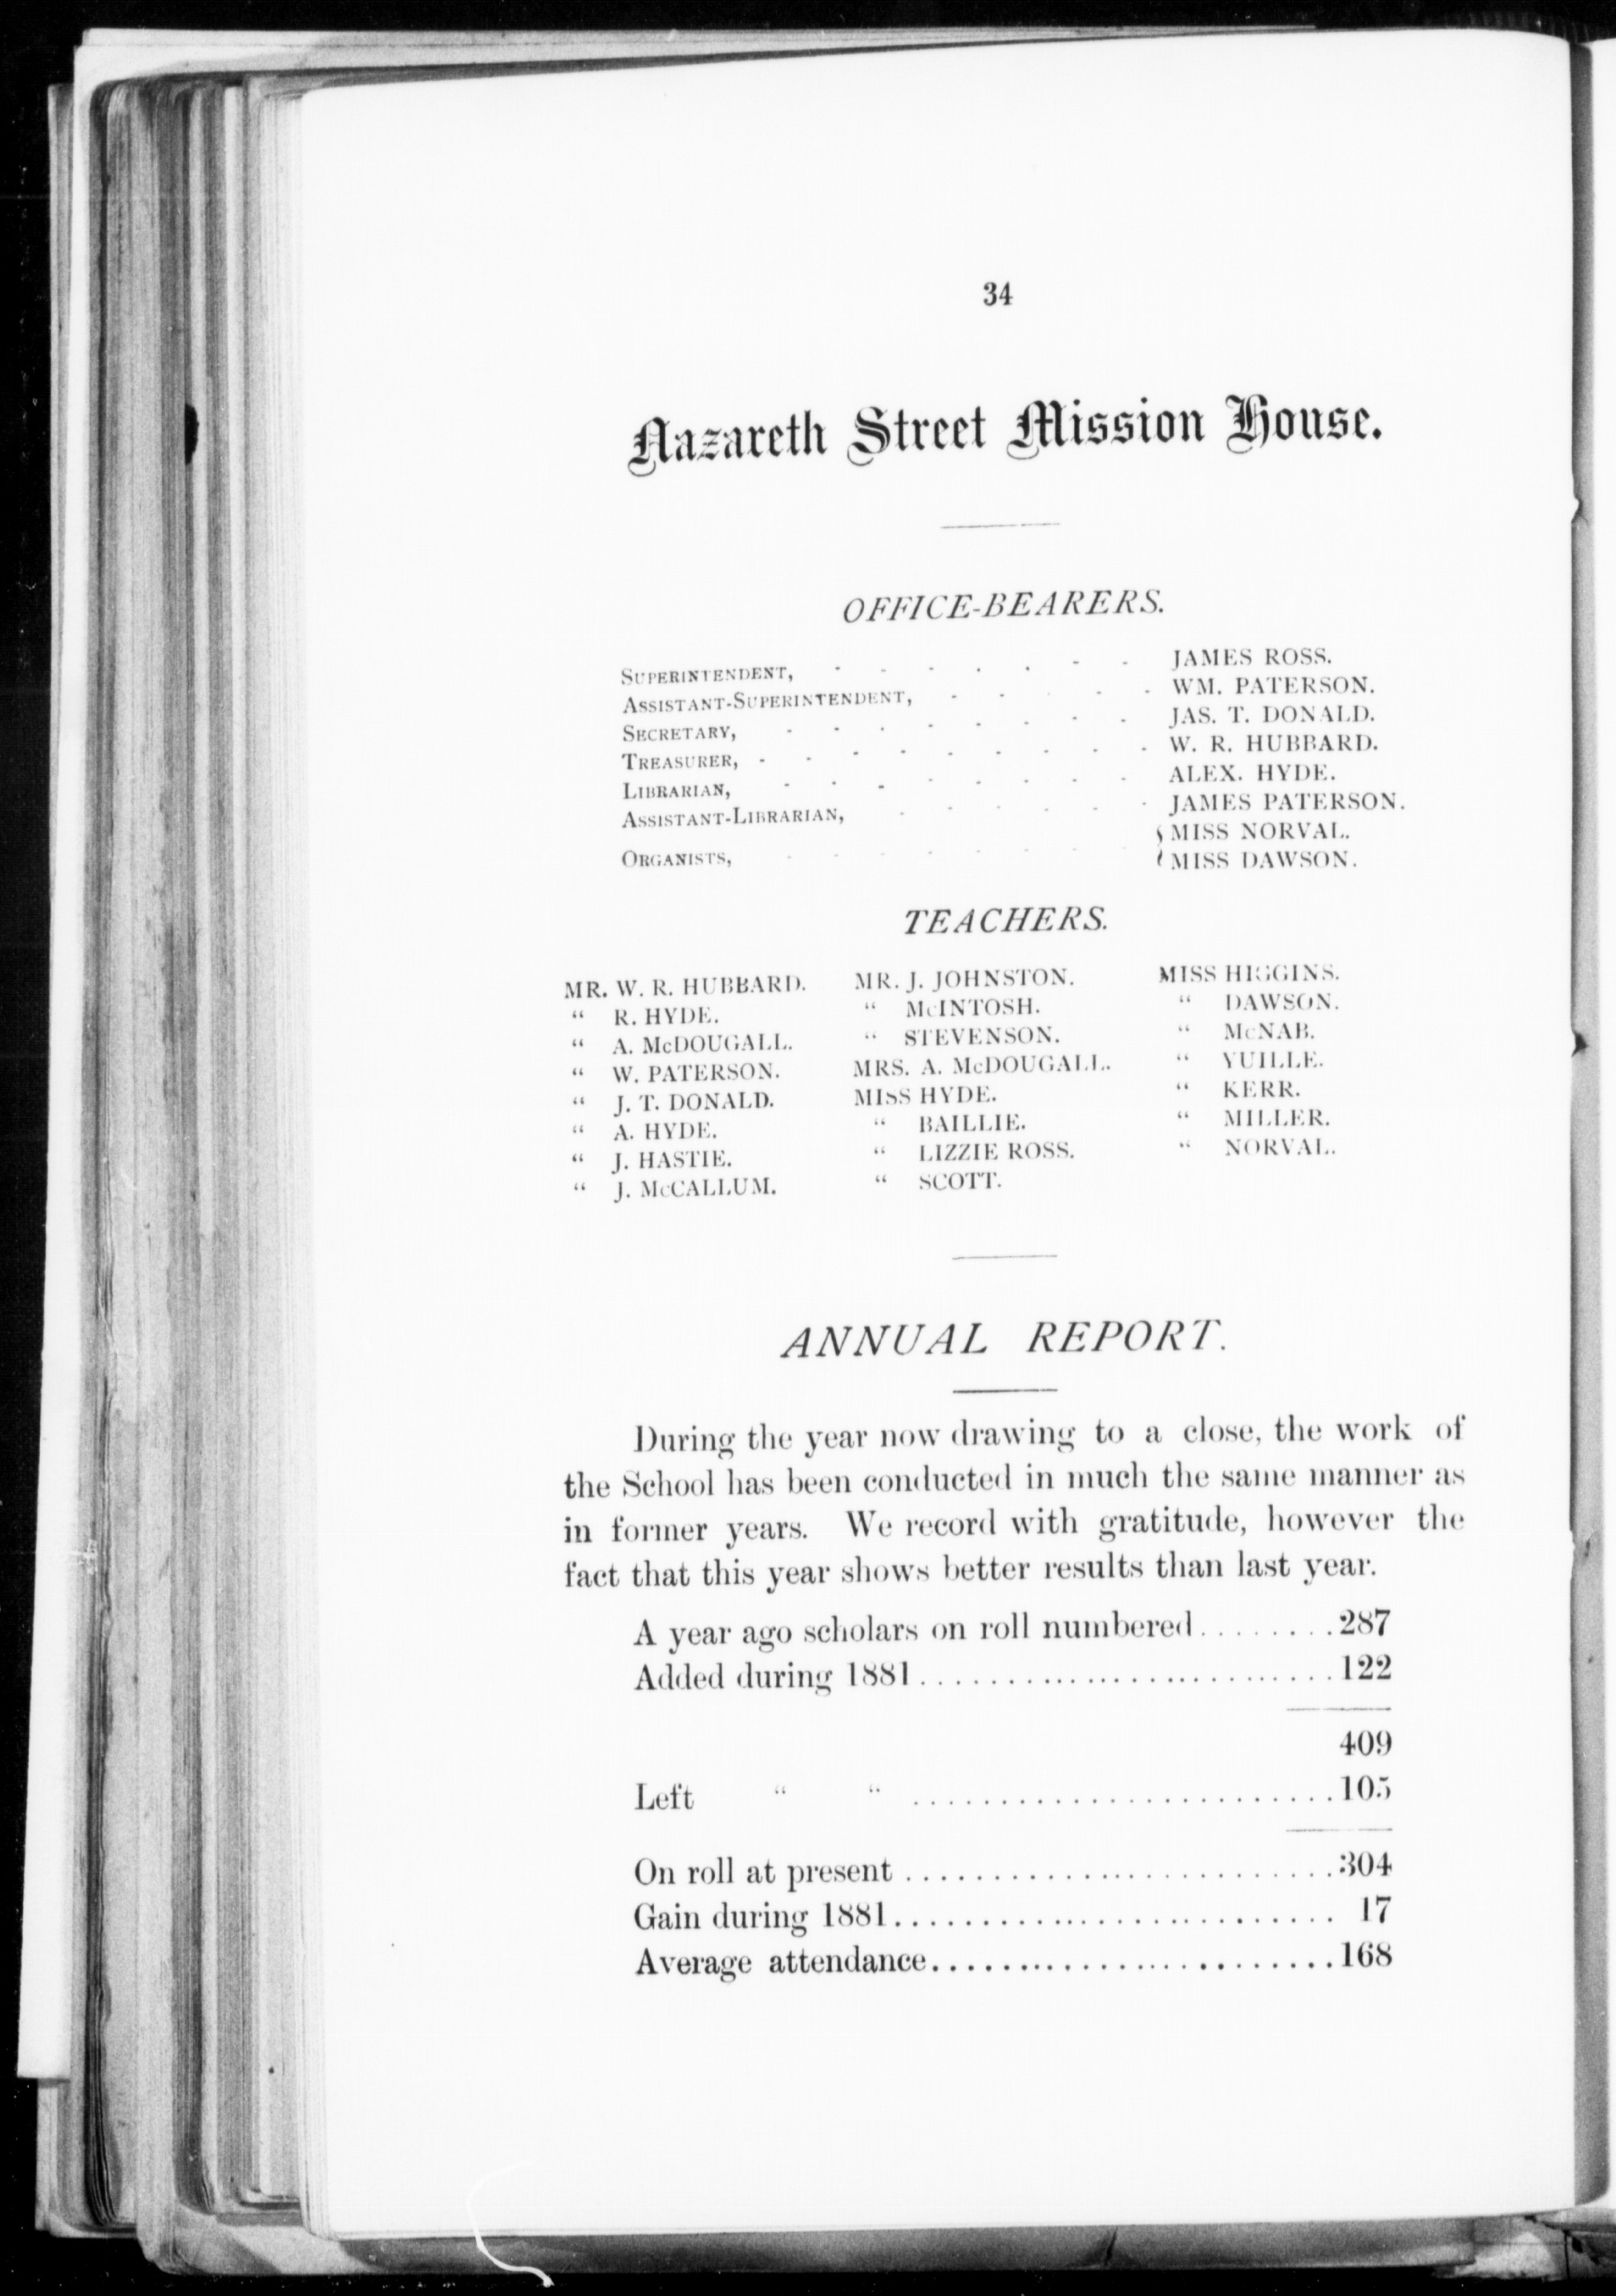 34
Nazareth Street Mission House.
OFFICE-BEARERS.
SUPERINTENDENT, - - - - - - - JAMES ROSS.
ASSISTANT-SUPERINTENDENT, - - - - - WM. PATERSON.
SECRETARY, - - - - - - - - JAS. T. DONALD.
TREASURER, - - - - - - - - - W. R. HUBBARD.
LIBRARIAN, - - - - - - - - ALEX. HYDE.
ASSISTANT-LIBRARIAN, - - - - - - JAMES PATERSON.
ORGANISTS, - - - - - - - - { MISS NORVAL.
MISS DAWSON.
TEACHERS.
MR. W. R. HUBBARD. MR. J. JOHNSTON. MISS HIGGINS.
“ R. HYDE. “ McINTOSH. “ DAWSON.
“ A. McDOUGALL. “ STEVENSON. “ McNAB.
“ W. PATERSON. MRS. A. McDOUGALL. “ YUILLE.
“ J. T. DONALD. MISS HYDE. “ KERR.
“ A. HYDE. “ BAILLIE. “ MILLER.
“ J. HASTIE. “ LIZZIE ROSS. “ NORVAL.
“ J. McCALLUM. “ SCOTT.
ANNUAL REPORT.
During the year now drawing to a close, the work of
the School has been conducted in much the same manner as
in former years. We record with gratitude, however the
fact that this year shows better results than last year.
A year ago scholars on roll numbered........287
Added during 1881............................122
409
Left “ “ ............................105
On roll at present ............................304
Gain during 1881............................ 17
Average attendance............................168